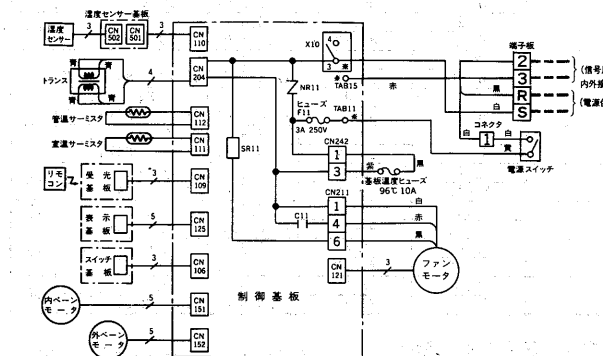 湿度センサー基板
湿度
センサー
3
CN
502
CN
501
3
CN
110
トランス
青
青
青
青
4
CN
204
管温サーミスタ
CN
112
室温サーミスタ
CN
111
リモ
コン
受光
基板
3
CN
109
表示
基板
5
CN
125
スイッチ
基板
3
CN
106
内ベーン
モータ
5
CN
151
外ベーン
モータ
5
CN
152
制御基板
SR11
X10
4
3
※
※
TAB15
NR11
ヒューズ
F11
3A 250V
TAB11
※
CN242
1
3
紫
黒
基板温度ヒューズ
96℃ 10A
CN211
1
4
6
白
赤
黒
C11
CN
121
3
ファン
モータ
赤
黒
白
端子板
2
3
R
S
(信号
内外接
(電源
コネクタ
白
1
白
黄
電源スイッチ